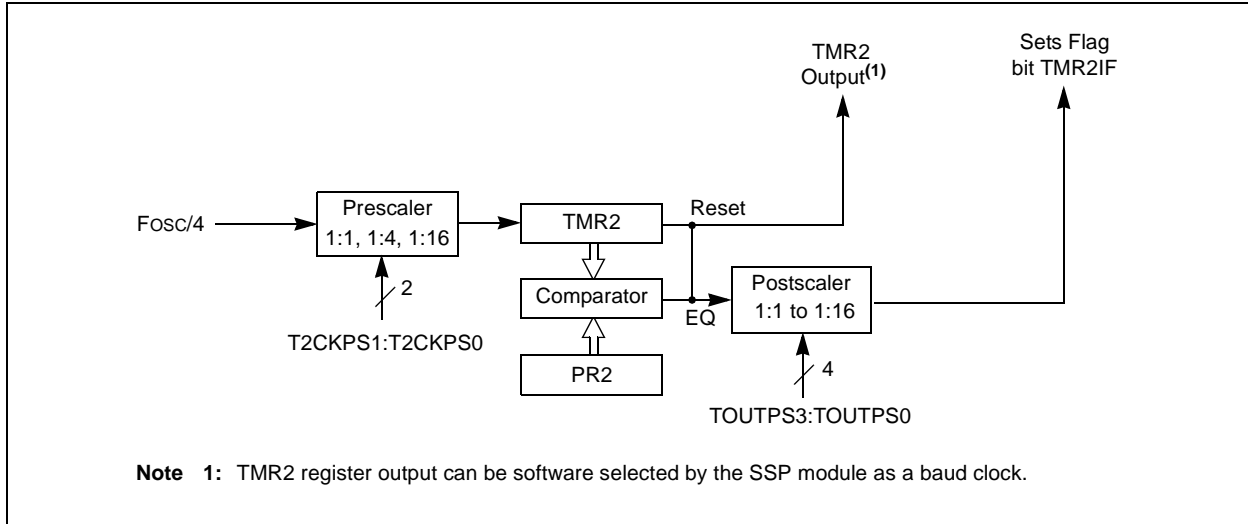 TMR2
Output(1)
Sets Flag
bit TMR2IF
FOSC/4
Prescaler
1:1, 1:4, 1:16
TMR2
Reset
2
Comparator
EQ
Postscaler
1:1 to 1:16
T2CKPS1:T2CKPS0
PR2
4
TOUTPS3:TOUTPS0
Note 1: TMR2 register output can be software selected by the SSP module as a baud clock.